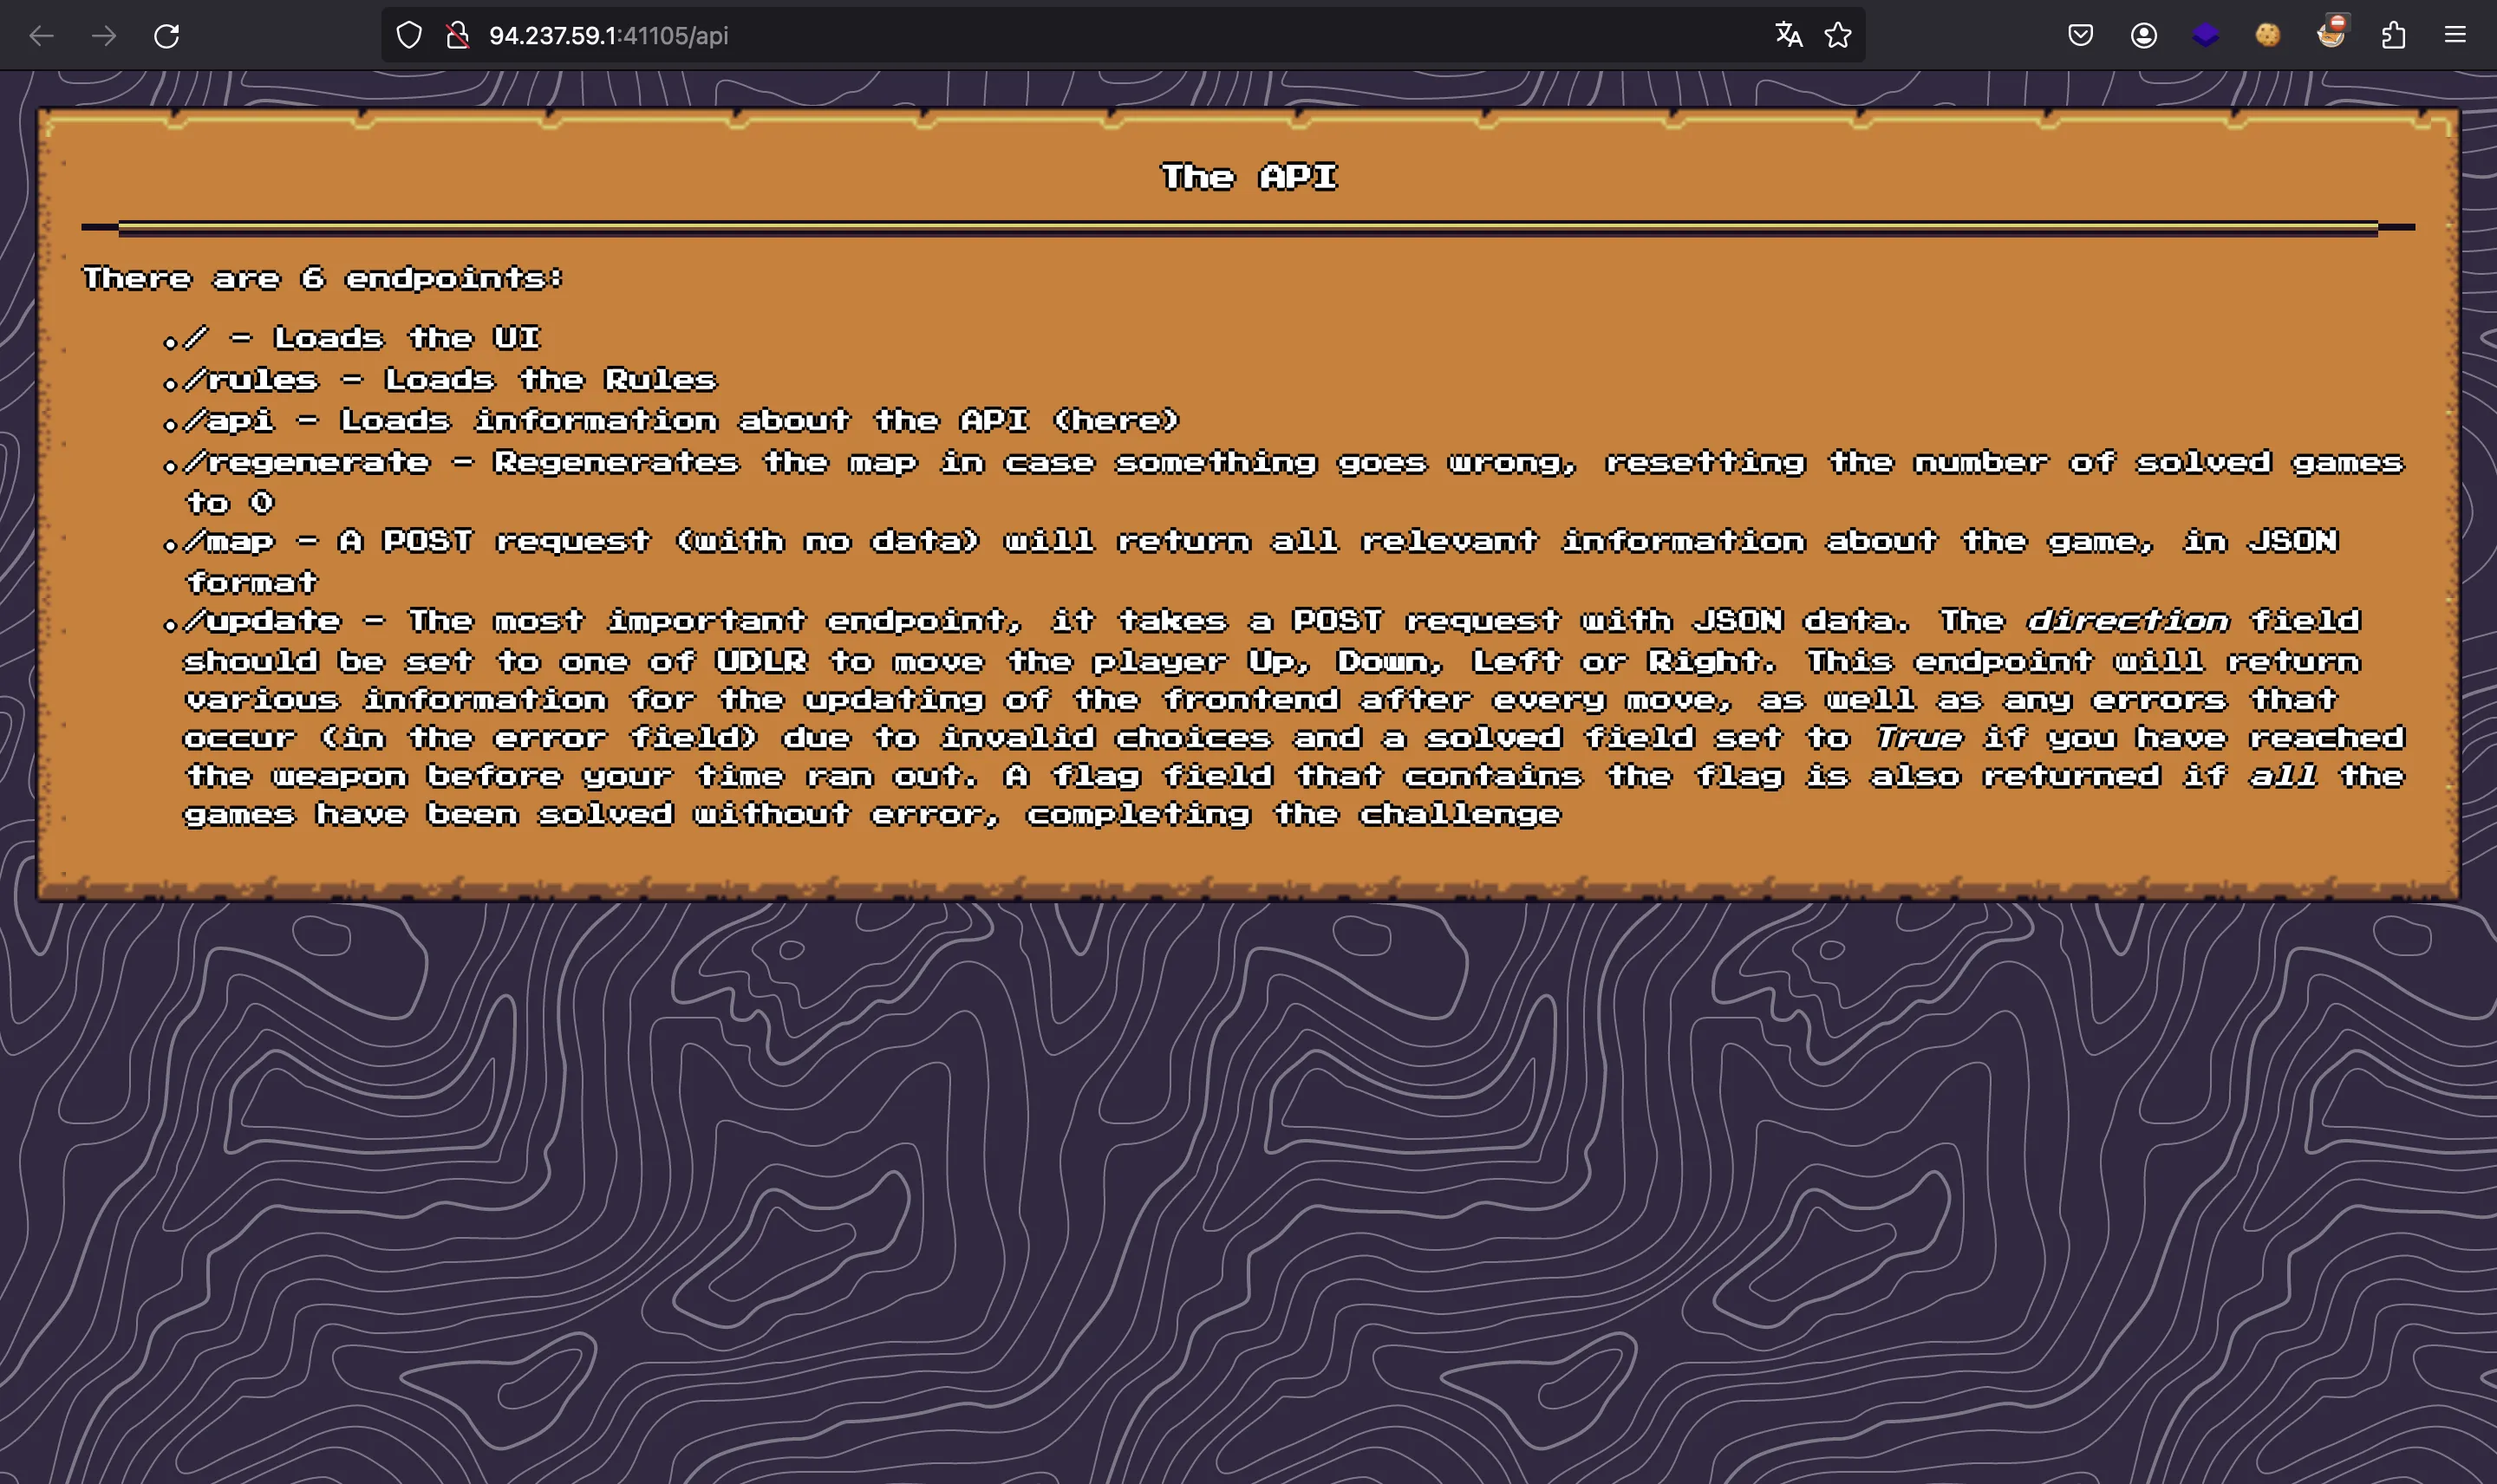 94.237.59.1:41105/api
The API
There are 6 endpoints:
./ - Loads the UI
./rules - Loads the Rules
./api - Loads information about the API (here)
./regenerate - Regenerates the map in case something goes wrong, resetting the number of solved games
to 0
./map - A POST request (with no data) will return all relevant information about the game, in JSON
format
./update - The most important endpoint, it takes a POST request with JSON data. The direction field
should be set to one of UDLR to move the player Up, Down, Left or Right. This endpoint will return
various information for the updating of the frontend after every move, as well as any errors that
occur (in the error field) due to invalid choices and a solved field set to True if you have reached
the weapon before your time ran out. A flag field that contains the flag is also returned if all the
games have been solved without error, completing the challenge